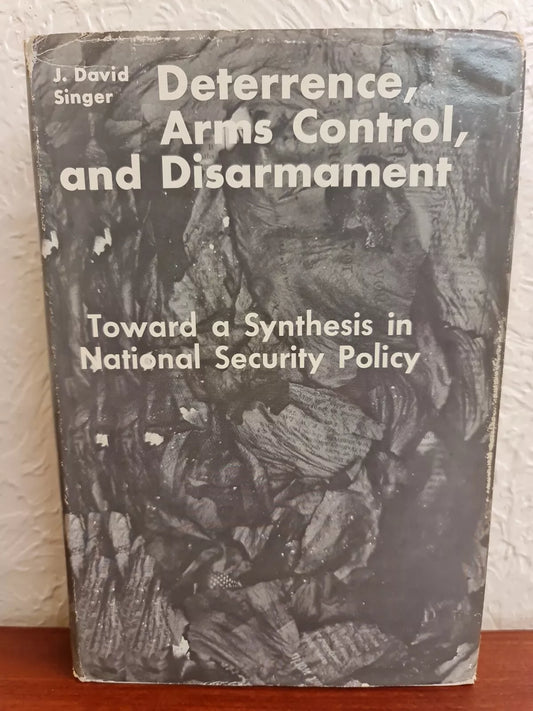 J. David
Singer
Deterrence,
Arms Control,
and Disarmament
Toward a Synthesis in
National Security Policy